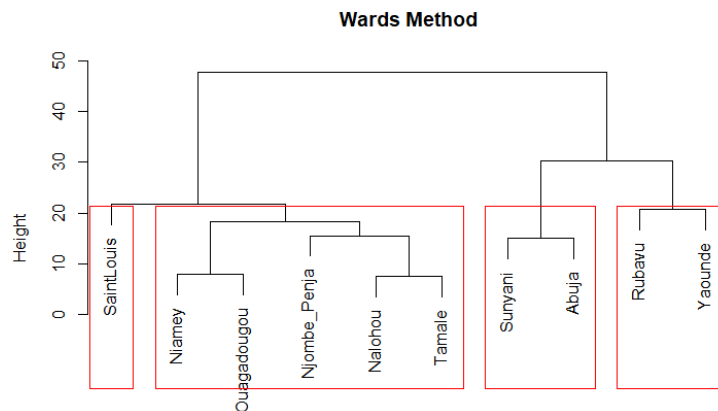 Wards Method
50
40
30
20
10
0
Height
SaintLouis
Niamey
Ouagadougou
Njombe_Penja
Nalohou
Tamale
Sunyani
Abuja
Rubavu
Yaounde